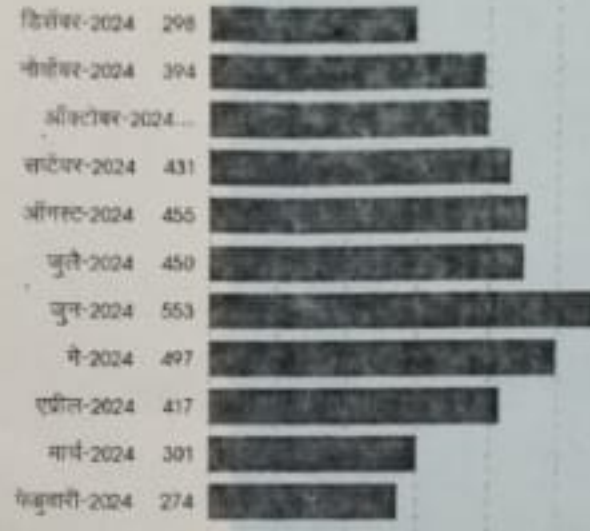 डिसेंबर-2024 298
नोव्हेंबर-2024 394
ऑक्टोबर-2024...
सप्टेंबर-2024 431
ऑगस्ट-2024 455
जुलै-2024 450
जुन-2024 553
मे-2024 497
एप्रील-2024 417
मार्च-2024 301
फेब्रुवारी-2024 274